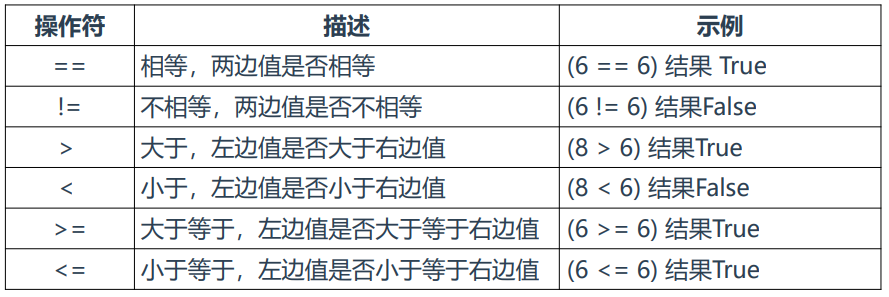 操作符 描述 示例
== 相等，两边值是否相等 (6 == 6) 结果 True
!= 不相等，两边值是否不相等 (6 != 6) 结果False
> 大于，左边值是否大于右边值 (8 > 6) 结果True
< 小于，左边值是否小于右边值 (8 < 6) 结果False
>= 大于等于，左边值是否大于等于右边值 (6 >= 6) 结果True
<= 小于等于，左边值是否小于等于右边值 (6 <= 6) 结果True